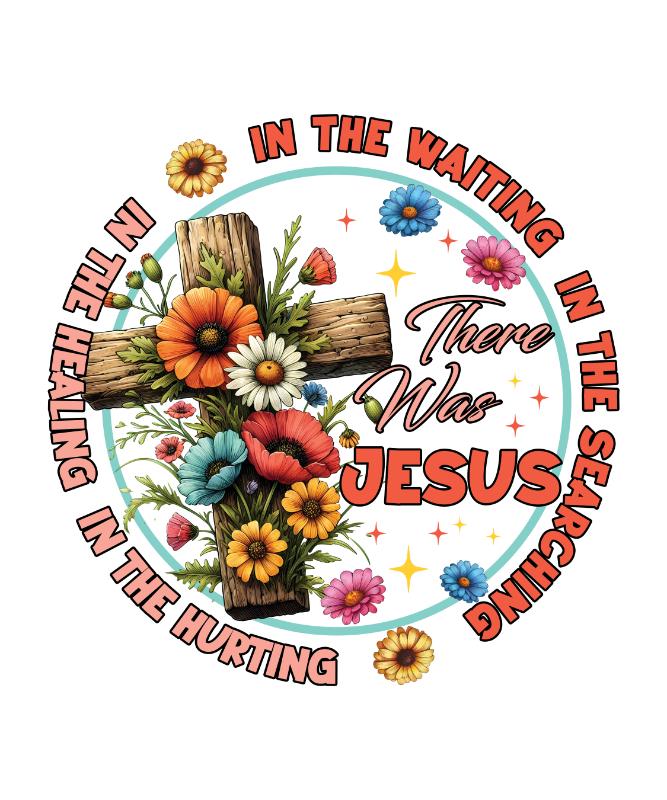 IN THE WAITING
IN THE SEARCHING
IN THE HEALING
IN THE HURTING
There
Was
JESUS